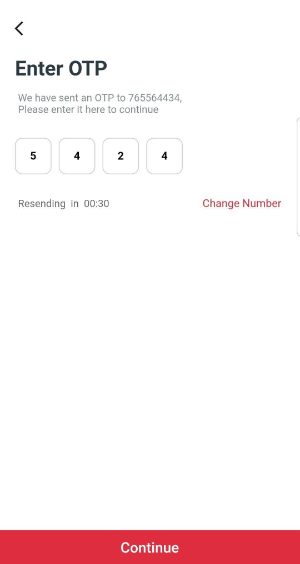 Enter OTP
We have sent an OTP to 765564434,
Please enter it here to continue
5 4 2 4
Resending in 00:30 Change Number
Continue